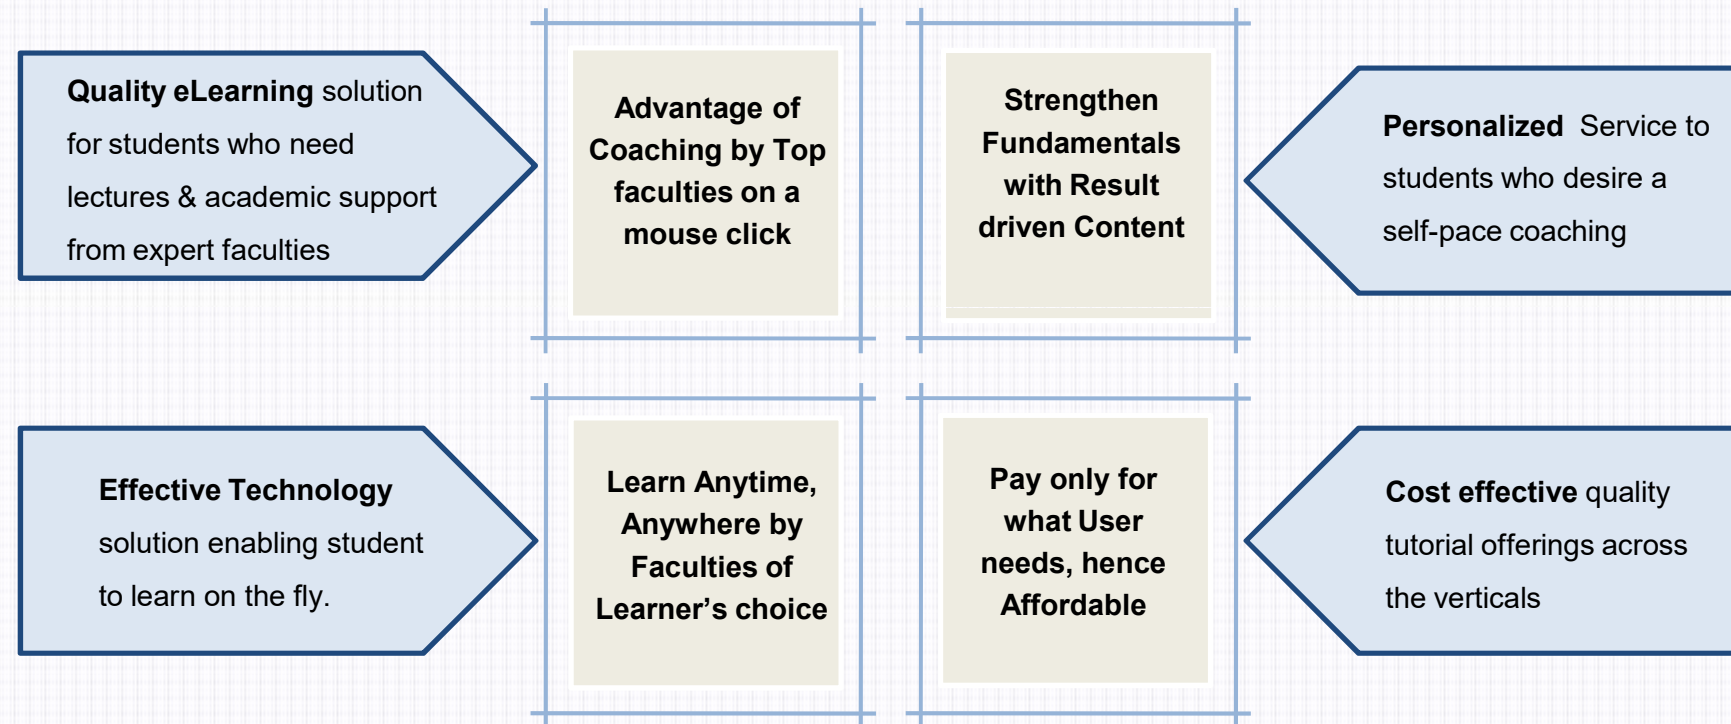 Quality eLearning solution
for students who need
lectures & academic support
from expert faculties
Advantage of
Coaching by Top
faculties on a
mouse click
Strengthen
Fundamentals
with Result
driven Content
Personalized Service to
students who desire a
self-pace coaching
Effective Technology
solution enabling student
to learn on the fly.
Learn Anytime,
Anywhere by
Faculties of
Learner’s choice
Pay only for
what User
needs, hence
Affordable
Cost effective quality
tutorial offerings across
the verticals